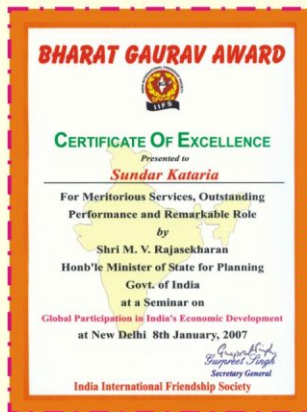 BHARAT GAURAV AWARD
IIFS
CERTIFICATE OF EXCELLENCE
Presented to
Sundar Kataria
For Meritorious Services, Outstanding
Performance and Remarkable Role
by
Shri M. V. Rajasekharan
Honb'le Minister of State for Planning
Govt. of India
at a Seminar on
Global Participation in India's Economic Development
at New Delhi 8th January, 2007
Gurpreet Singh
Secretary General
India International Friendship Society